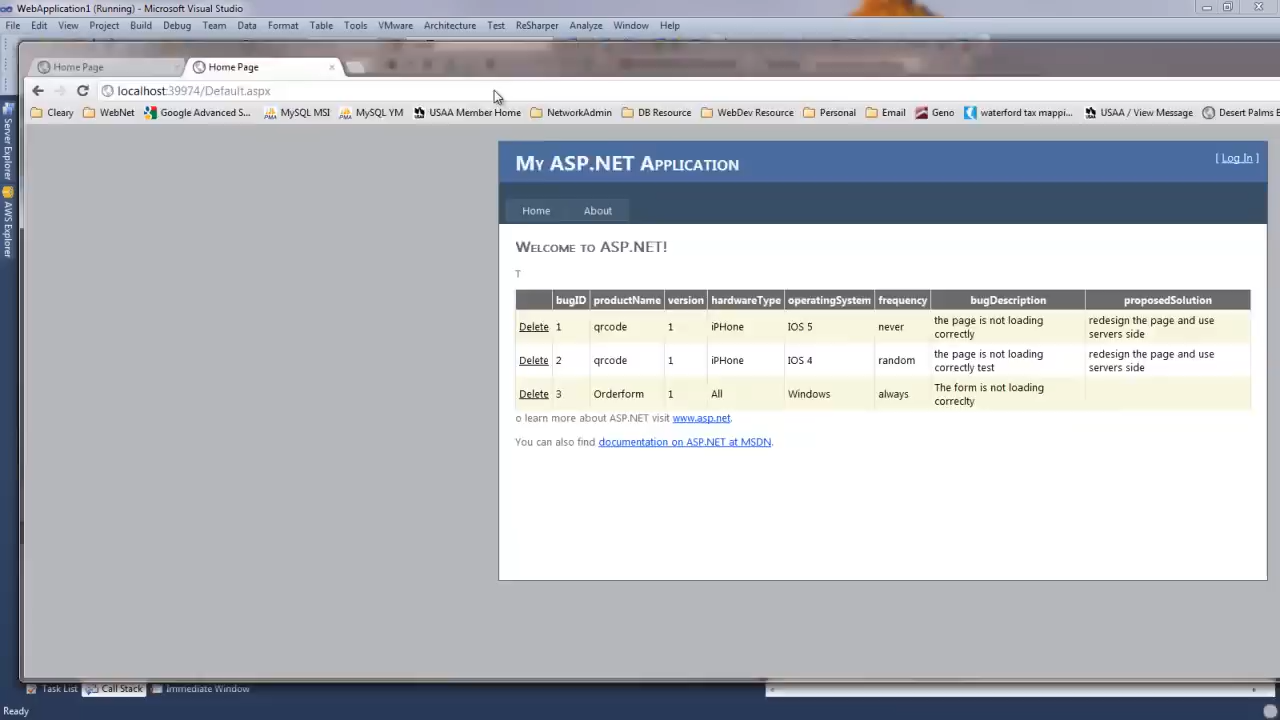 WebApplication1 (Running) - Microsoft Visual Studio
File Edit View Project Build Debug Team Data Format Table Tools VMware Architecture Test ReSharper Analyze Window Help
Home Page Home Page
localhost:39974/Default.aspx
Cleary WebNet Google Advanced S... MySQL MSI MySQL YM USAA Member Home NetworkAdmin DB Resource WebDev Resource Personal Email Geno waterford tax mappi... USAA / View Message Desert Palms
Server Explorer
AWS Explorer
My ASP.NET Application
[ Log In ]
Home About
Welcome to ASP.NET!
T
bugID productName version hardwareType operatingSystem frequency bugDescription proposedSolution
Delete 1 qrcode 1 iPHone IOS 5 never the page is not loading redesign the page and use
correctly servers side
Delete 2 qrcode 1 iPHone IOS 4 random the page is not loading redesign the page and use
correctly test servers side
Delete 3 Orderform 1 All Windows always The form is not loading
correclty
o learn more about ASP.NET visit www.asp.net.
You can also find documentation on ASP.NET at MSDN.
Task List Call Stack Immediate Window
Ready